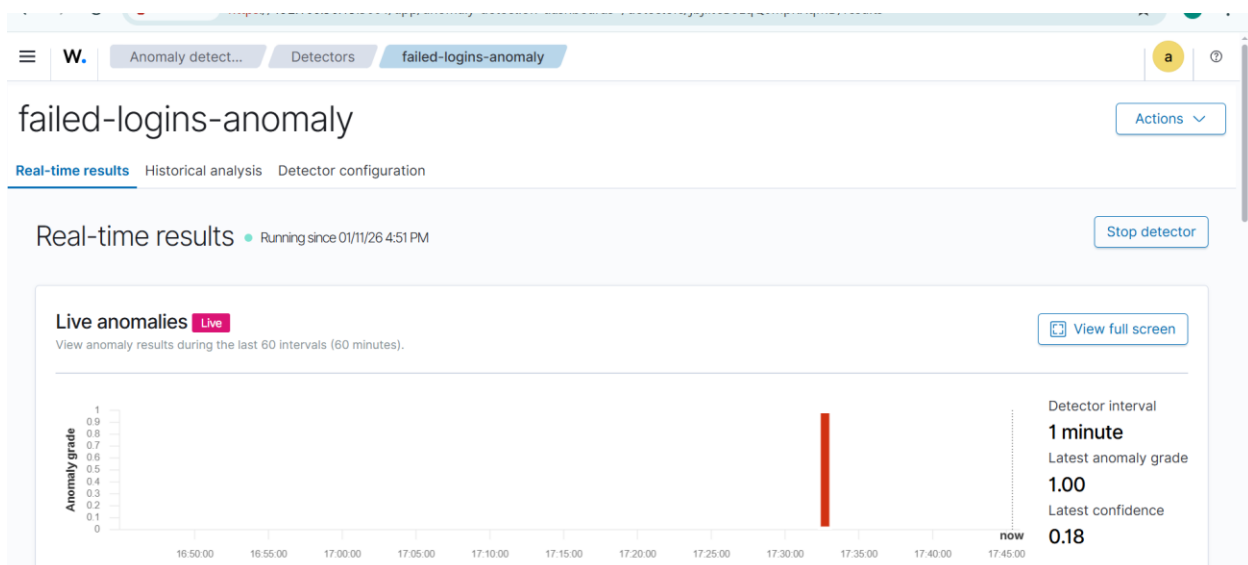 W. Anomaly detect... Detectors failed-logins-anomaly a
failed-logins-anomaly
Actions
Real-time results Historical analysis Detector configuration
Real-time results Running since 01/11/26 4:51 PM Stop detector
Live anomalies Live
View full screen
View anomaly results during the last 60 intervals (60 minutes).
Anomaly grade
1
0.9
0.8
0.7
0.6
0.5
0.4
0.3
0.2
0.1
0
now
16:50:00 16:55:00 17:00:00 17:05:00 17:10:00 17:15:00 17:20:00 17:25:00 17:30:00 17:35:00 17:40:00 17:45:00
Detector interval
1 minute
Latest anomaly grade
1.00
Latest confidence
0.18